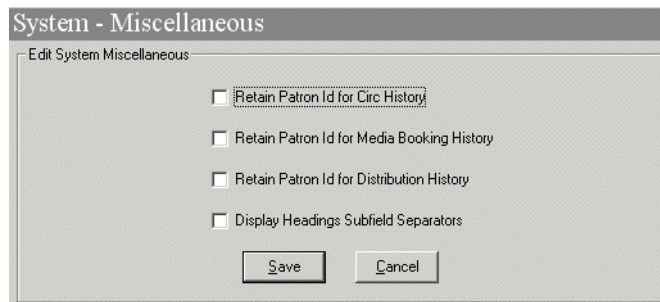 System - Miscellaneous
Edit System Miscellaneous
Retain Patron Id for Circ History
Retain Patron Id for Media Booking History
Retain Patron Id for Distribution History
Display Headings Subfield Separators
Save Cancel